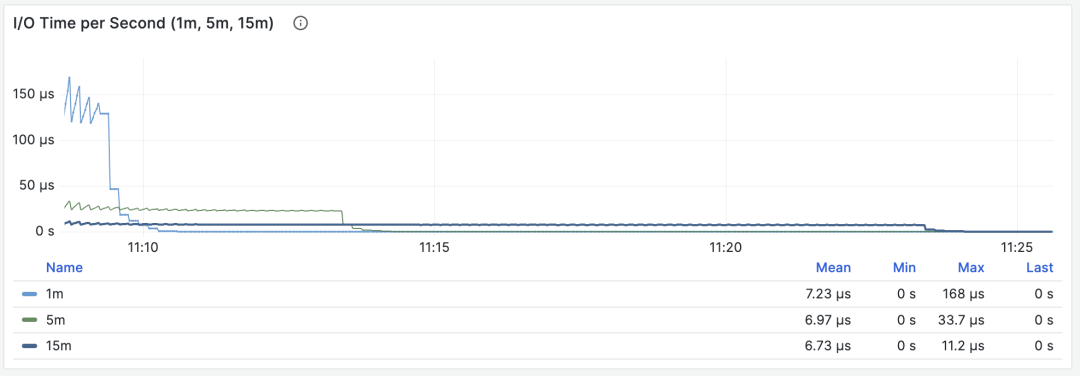 I/O Time per Second (1m, 5m, 15m)
150 µs
100 µs
50 µs
0 s
11:10 11:15 11:20 11:25
Name Mean Min Max Last
1m 7.23 µs 0 s 168 µs 0 s
5m 6.97 µs 0 s 33.7 µs 0 s
15m 6.73 µs 0 s 11.2 µs 0 s